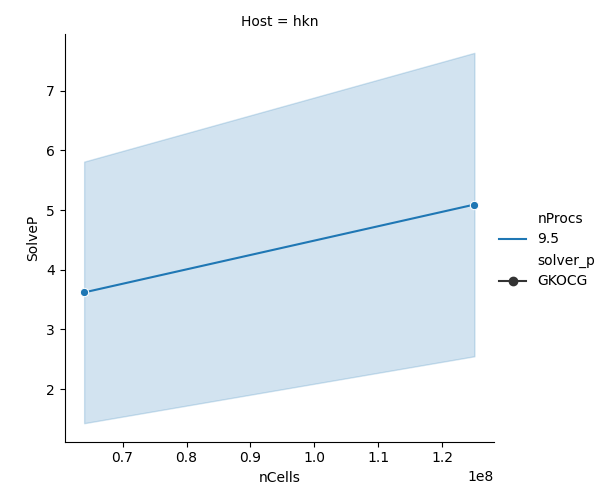 Host = hkn
SolveP
7
6
5
4
3
2
0.7 0.8 0.9 1.0 1.1 1.2
1e8
nCells
nProcs
9.5
solver_p
GKOCG